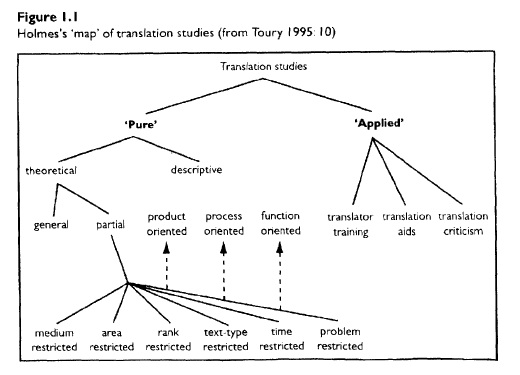 Figure 1.1
Holmes's 'map' of translation studies (from Toury 1995: 10)
Translation studies
'Pure'
'Applied'
theoretical
descriptive
general
partial
product
oriented
process
oriented
function
oriented
translator
training
translation
aids
translation
criticism
medium
restricted
area
restricted
rank
restricted
text-type
restricted
time
restricted
problem
restricted